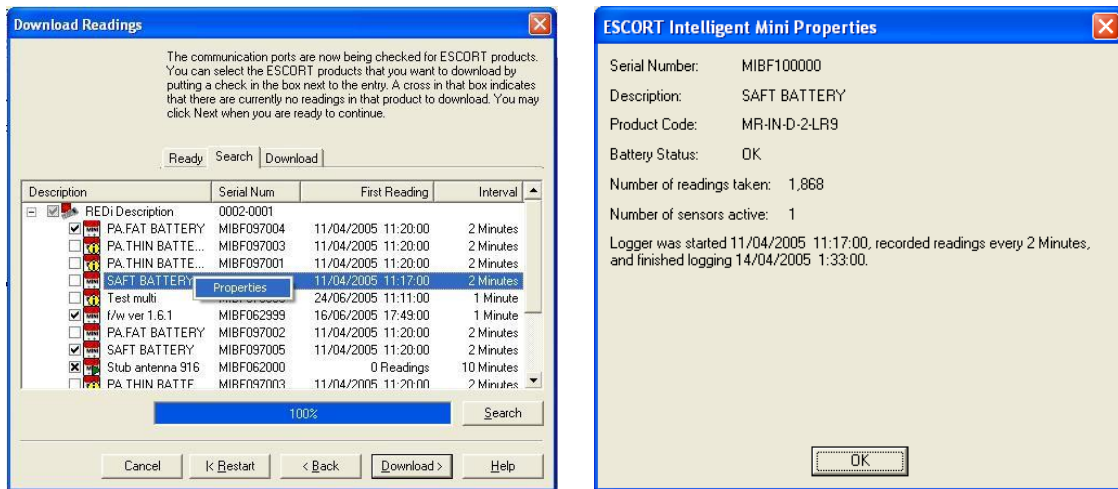 Download Readings
The communication ports are now being checked for ESCORT products.
You can select the ESCORT products that you want to download by
putting a check in the box next to the entry. A cross in that box indicates
that there are currently no readings in that product to download. You may
click Next when you are ready to continue.
Ready Search Download
Description Serial Num First Reading Interval
REDi Description 0002-0001
PA.FAT BATTERY MIBF097004 11/04/2005 11:20:00 2 Minutes
PA.THIN BATTE... MIBF097003 11/04/2005 11:20:00 2 Minutes
PA.THIN BATTE... MIBF097001 11/04/2005 11:20:00 2 Minutes
SAFT BATTERY 11/04/2005 11:17:00 2 Minutes
Properties
Test multi 24/06/2005 11:11:00 1 Minute
f/w ver 1.6.1 MIBF062999 16/06/2005 17:49:00 1 Minute
PA.FAT BATTERY MIBF097002 11/04/2005 11:20:00 2 Minutes
SAFT BATTERY MIBF097005 11/04/2005 11:20:00 2 Minutes
Stub antenna 916 MIBF062000 0 Readings 10 Minutes
PA.THIN BATTE MIBF097003 11/04/2005 11:20:00 2 Minutes
100%
Search
Cancel |< Restart < Back Download > Help
ESCORT Intelligent Mini Properties
Serial Number: MIBF100000
Description: SAFT BATTERY
Product Code: MR-IN-D-2-LR9
Battery Status: OK
Number of readings taken: 1,868
Number of sensors active: 1
Logger was started 11/04/2005 11:17:00, recorded readings every 2 Minutes,
and finished logging 14/04/2005 1:33:00.
OK